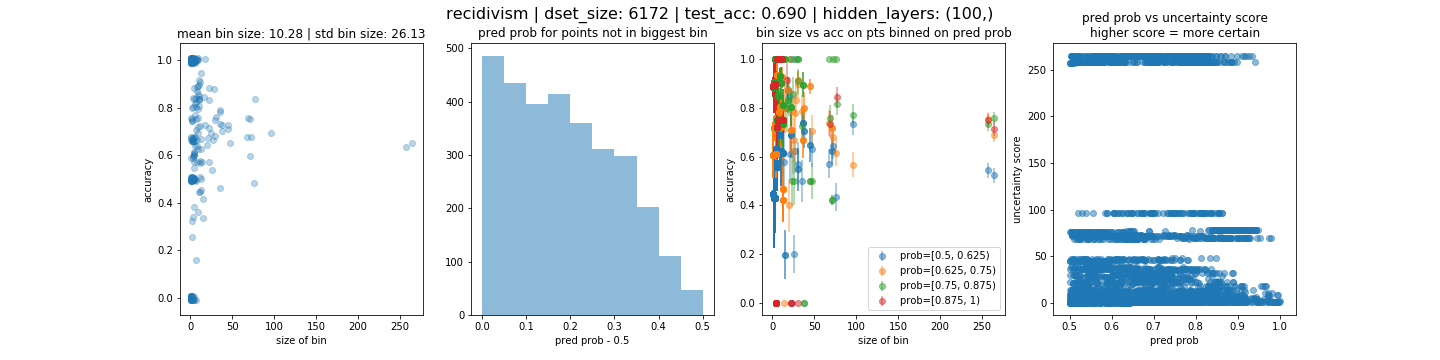 recidivism | dset_size: 6172 | test_acc: 0.690 | hidden_layers: (100,)
mean bin size: 10.28 | std bin size: 26.13
accuracy
1.0
0.8
0.6
0.4
0.2
0.0
0
50
100
150
200
250
size of bin
pred prob for points not in biggest bin
500
400
300
200
100
0
0.0
0.1
0.2
0.3
0.4
0.5
pred prob - 0.5
bin size vs acc on pts binned on pred prob
accuracy
1.0
0.8
0.6
0.4
0.2
0.0
prob=[0.5, 0.625)
prob=[0.625, 0.75)
prob=[0.75, 0.875)
prob=[0.875, 1)
0
50
100
150
200
250
size of bin
pred prob vs uncertainty score
higher score = more certain
uncertainty score
250
200
150
100
50
0
0.5
0.6
0.7
0.8
0.9
1.0
pred prob